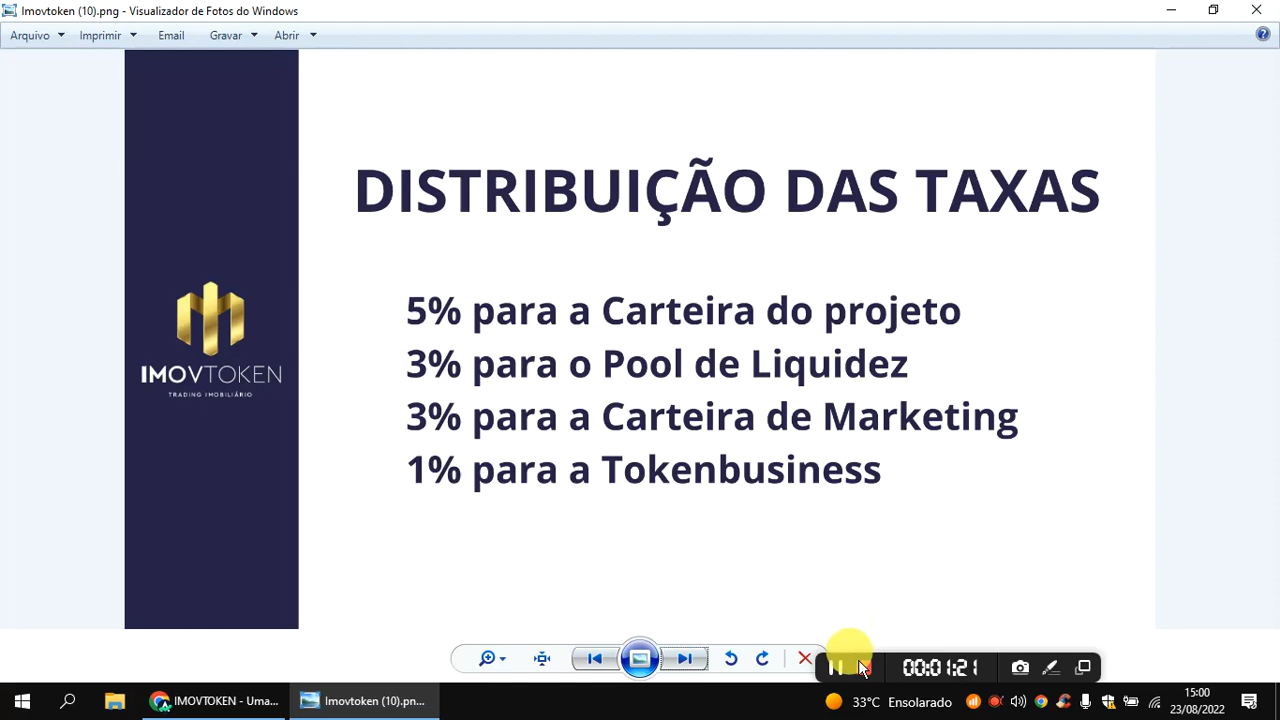 Imovtoken (10).png - Visualizador de Fotos do Windows
Arquivo Imprimir Email Gravar Abrir
DISTRIBUIÇÃO DAS TAXAS
5% para a Carteira do projeto
3% para o Pool de Liquidez
3% para a Carteira de Marketing
1% para a Tokenbusiness
IMOVTOKEN
TRADING IMOBILIÁRIO
00:01:21
IMOVTOKEN - Uma...
Imovtoken (10).pn...
33°C Ensolarado
15:00
23/08/2022